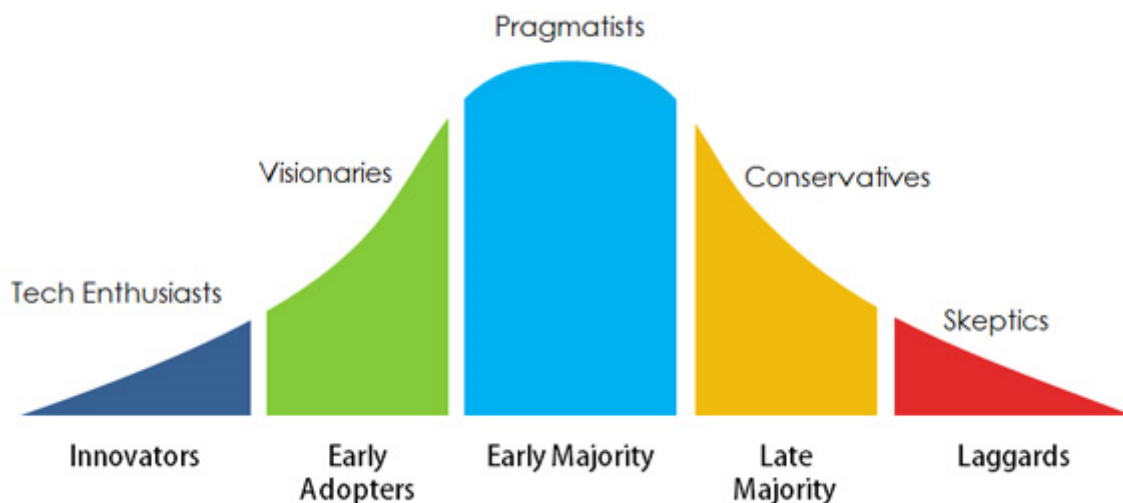 Pragmatists
Visionaries
Conservatives
Tech Enthusiasts
Skeptics
Innovators
Early
Adopters
Early Majority
Late
Majority
Laggards